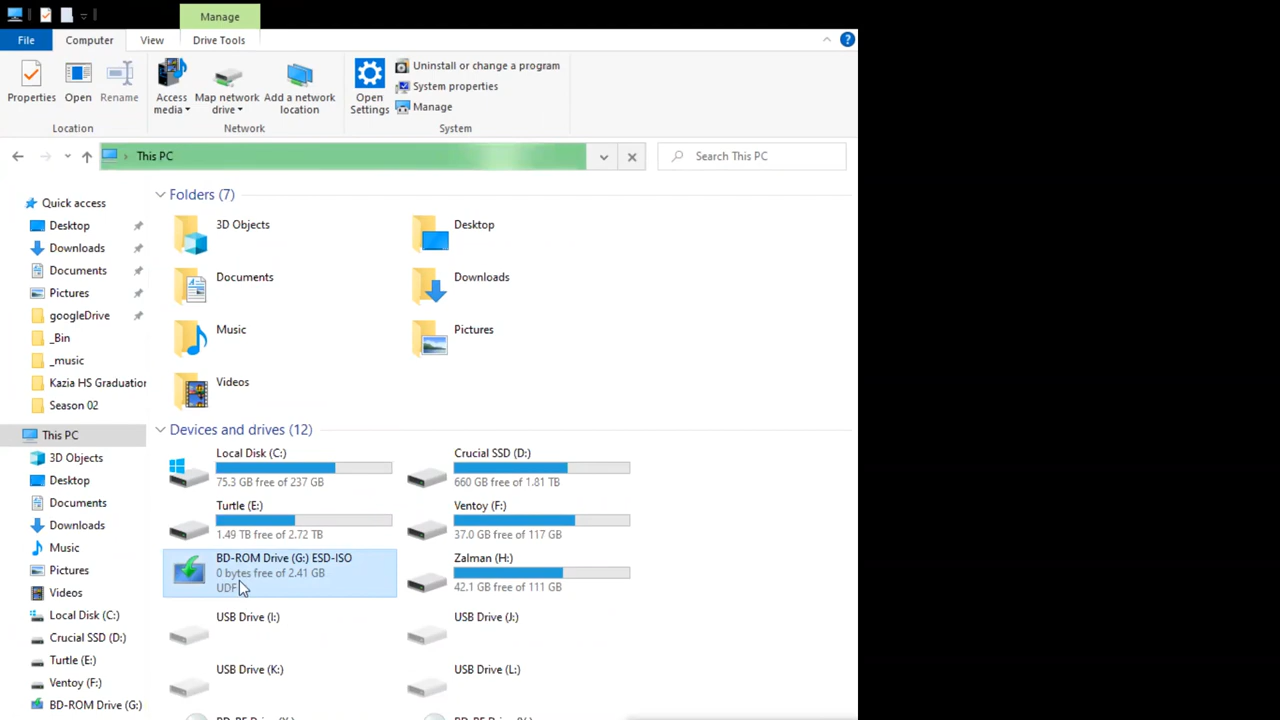 Manage
File
Computer
View
Drive Tools
Properties
Open
Rename
Access media
Map network drive
Add a network location
Open Settings
Uninstall or change a program
System properties
Manage
Location
Network
System
This PC
Search This PC
Quick access
Desktop
Downloads
Documents
Pictures
googleDrive
_Bin
_music
Kazia HS Graduation
Season 02
This PC
3D Objects
Desktop
Documents
Downloads
Music
Pictures
Videos
Local Disk (C:)
Crucial SSD (D:)
Turtle (E:)
Ventoy (F:)
BD-ROM Drive (G:)
Folders (7)
3D Objects
Desktop
Documents
Downloads
Music
Pictures
Videos
Devices and drives (12)
Local Disk (C:)
75.3 GB free of 237 GB
Crucial SSD (D:)
660 GB free of 1.81 TB
Turtle (E:)
1.49 TB free of 2.72 TB
Ventoy (F:)
37.0 GB free of 117 GB
BD-ROM Drive (G:) ESD-ISO
0 bytes free of 2.41 GB
UDF
Zalman (H:)
42.1 GB free of 111 GB
USB Drive (I:)
USB Drive (J:)
USB Drive (K:)
USB Drive (L:)